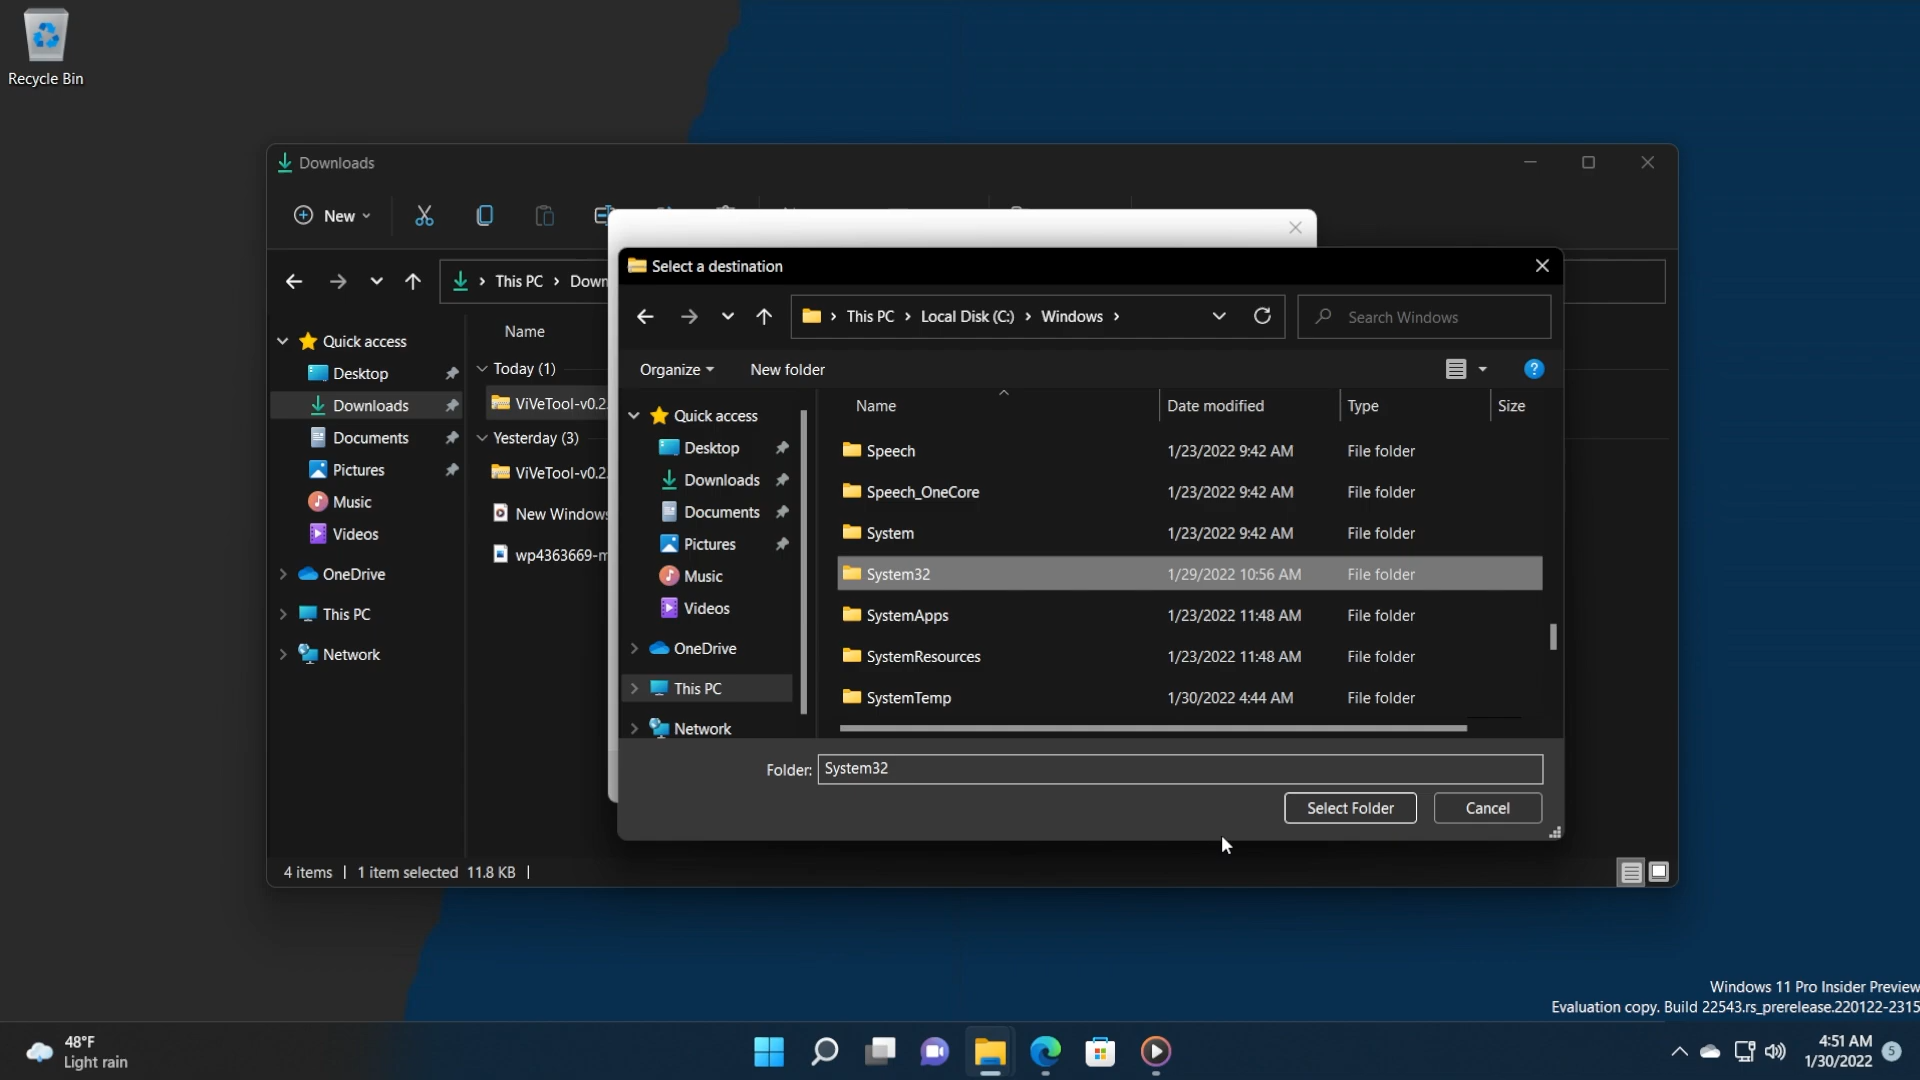 Recycle Bin
Downloads
New
This PC
Quick access
Desktop
Downloads
Documents
Pictures
Music
Videos
OneDrive
This PC
Network
Name
Today (1)
ViVeTool-v0.2.
Yesterday (3)
ViVeTool-v0.2.
4 items
1 item selected 11.8 KB
Select a destination
This PC > Local Disk (C:) > Windows >
Search Windows
Organize
New folder
?
Quick access
Desktop
Downloads
Documents
Pictures
Music
Videos
OneDrive
This PC
Network
Name Date modified Type Size
Speech 1/23/2022 9:42 AM File folder
Speech_OneCore 1/23/2022 9:42 AM File folder
System 1/23/2022 9:42 AM File folder
System32 1/29/2022 10:56 AM File folder
SystemApps 1/23/2022 11:48 AM File folder
SystemResources 1/23/2022 11:48 AM File folder
SystemTemp 1/30/2022 4:44 AM File folder
Folder: System32
Select Folder
Cancel
Windows 11 Pro Insider Preview
Evaluation copy. Build 22543.rs_prerelease.220122-2315
48°F
Light rain
4:51 AM
1/30/2022
5